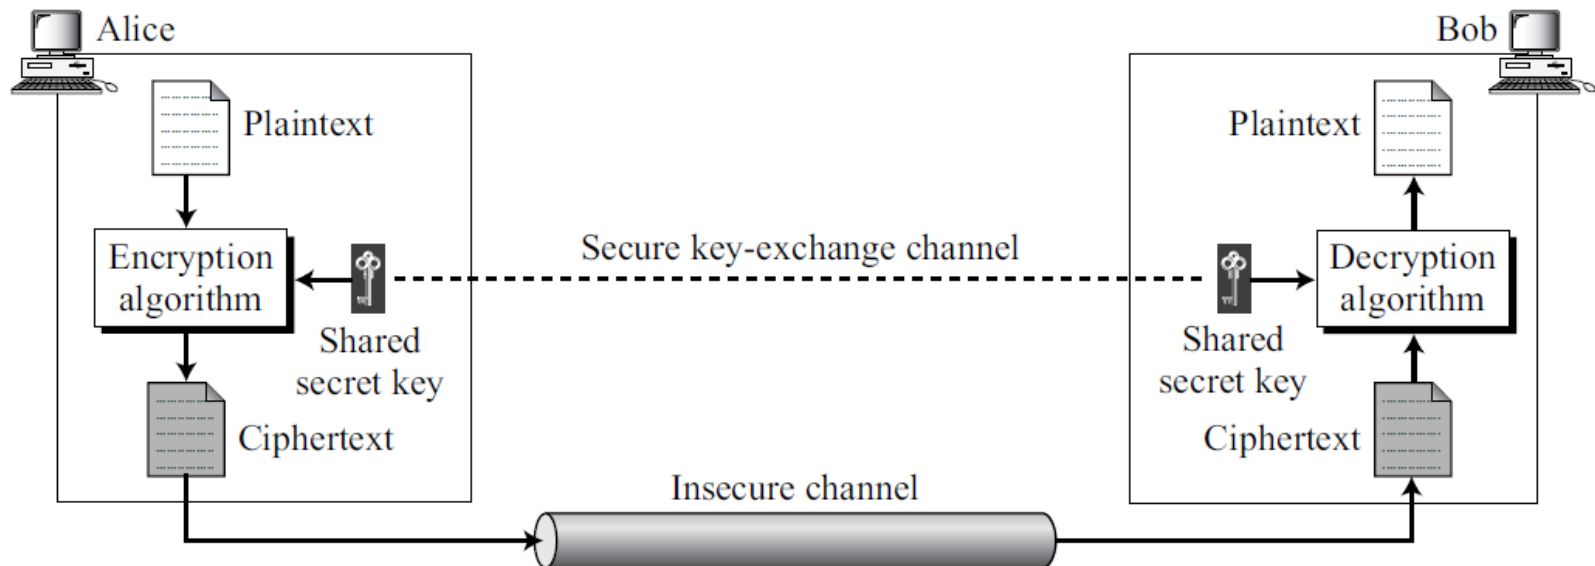 Alice
Bob
Plaintext
Plaintext
Encryption
algorithm
Secure key-exchange channel
Decryption
algorithm
Shared
secret key
Shared
secret key
Ciphertext
Ciphertext
Insecure channel